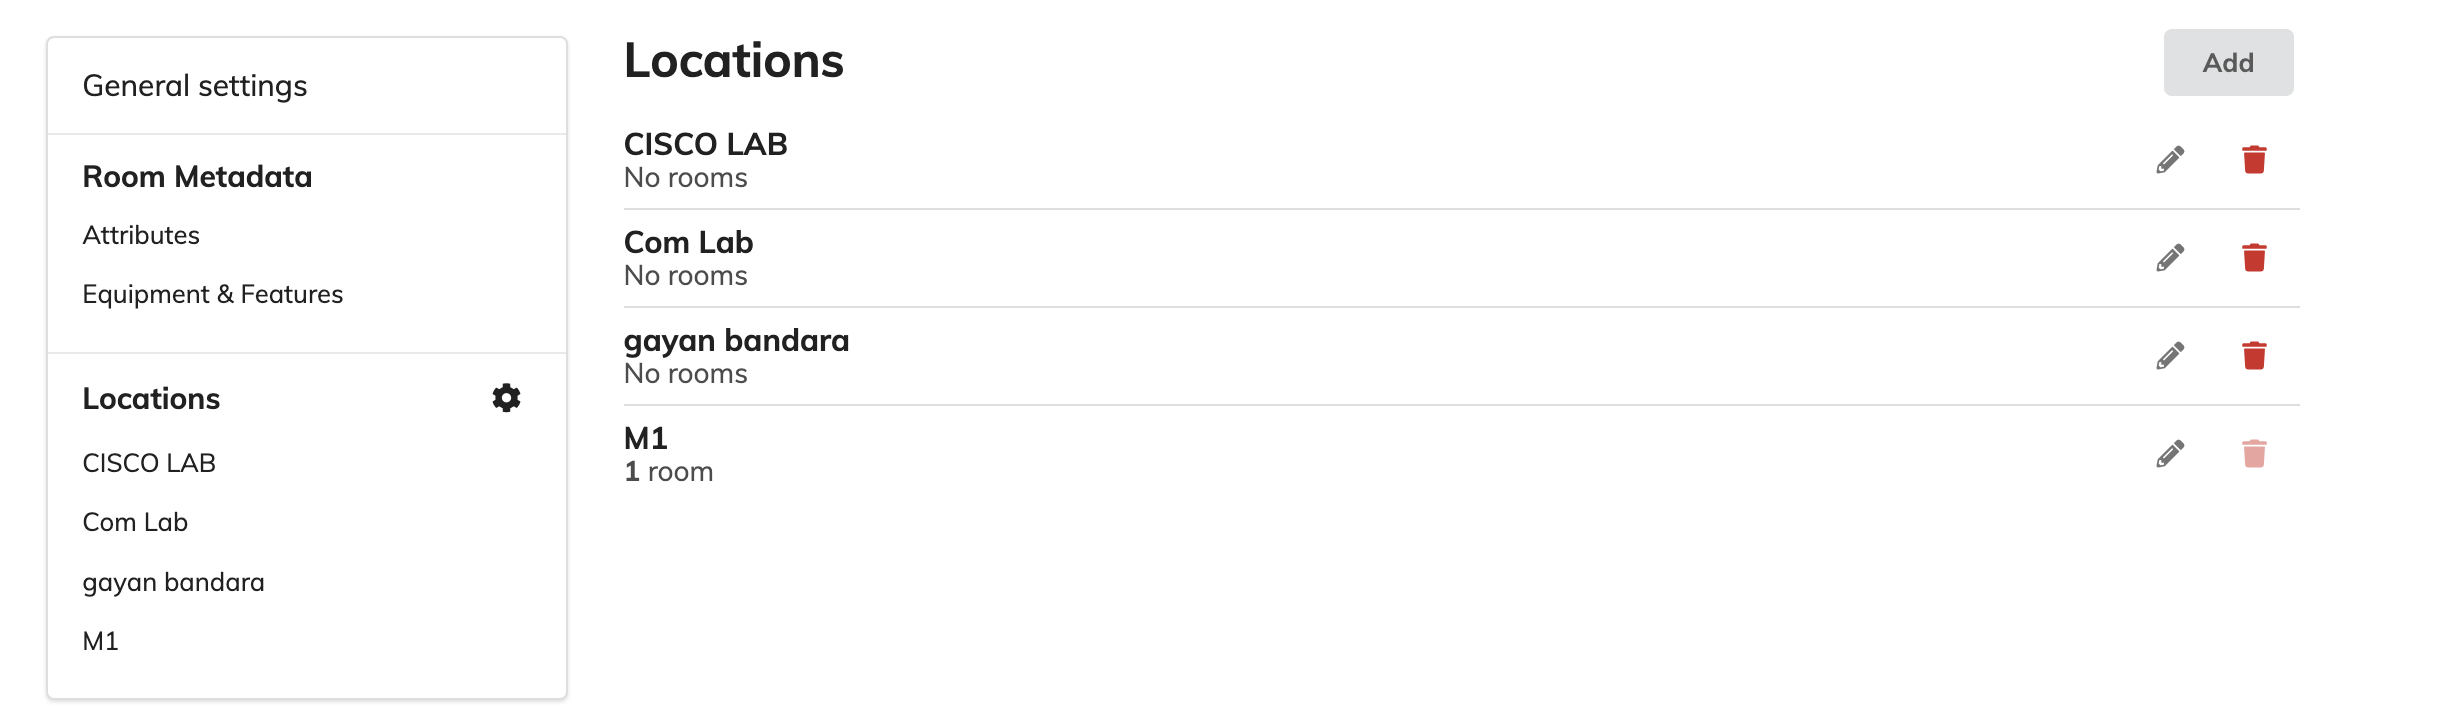 General settings
Room Metadata
Attributes
Equipment & Features
Locations
CISCO LAB
Com Lab
gayan bandara
M1
Locations
Add
CISCO LAB
No rooms
Com Lab
No rooms
gayan bandara
No rooms
M1
1 room